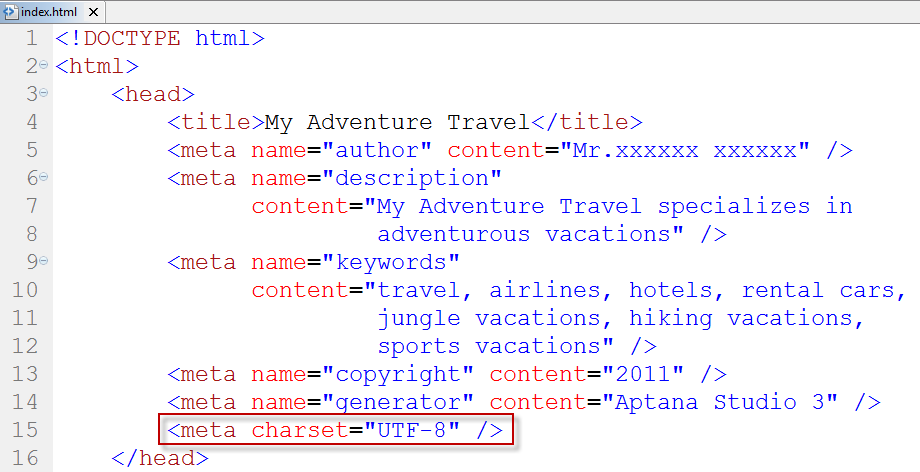 index.html
1 <!DOCTYPE html>
2 <html>
3 <head>
4 <title>My Adventure Travel</title>
5 <meta name="author" content="Mr.xxxxxx xxxxxx" />
6 <meta name="description"
7 content="My Adventure Travel specializes in
8 adventurous vacations" />
9 <meta name="keywords"
10 content="travel, airlines, hotels, rental cars,
11 jungle vacations, hiking vacations,
12 sports vacations" />
13 <meta name="copyright" content="2011" />
14 <meta name="generator" content="Aptana Studio 3" />
15 <meta charset="UTF-8" />
16 </head>